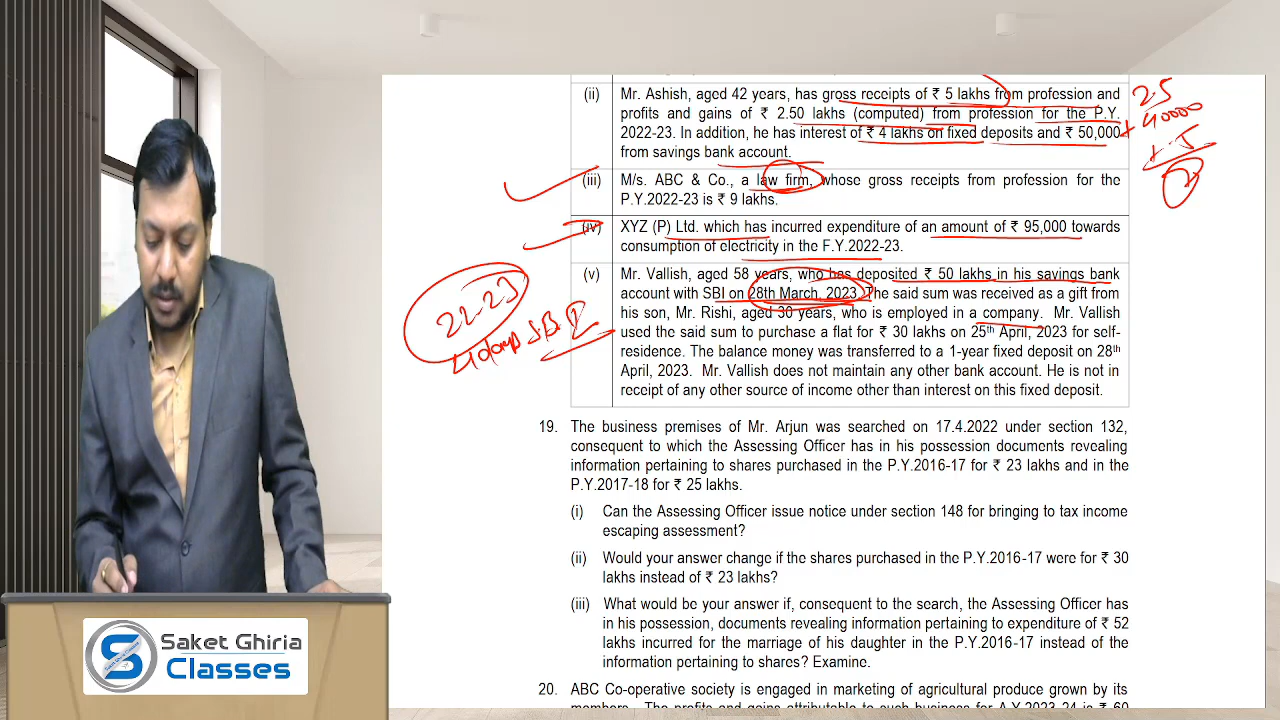 (ii) Mr. Ashish, aged 42 years, has gross receipts of ₹ 5 lakhs from profession and
profits and gains of ₹ 2.50 lakhs (computed) from profession for the P.Y.
2022-23. In addition, he has interest of ₹ 4 lakhs on fixed deposits and ₹ 50,000
from savings bank account.
(iii) M/s. ABC & Co., a law firm, whose gross receipts from profession for the
P.Y.2022-23 is ₹ 9 lakhs.
(iv) XYZ (P) Ltd. which has incurred expenditure of an amount of ₹ 95,000 towards
consumption of electricity in the F.Y.2022-23.
(v) Mr. Vallish, aged 58 years, who has deposited ₹ 50 lakhs in his savings bank
account with SBI on 28th March, 2023. The said sum was received as a gift from
his son, Mr. Rishi, aged 30 years, who is employed in a company. Mr. Vallish
used the said sum to purchase a flat for ₹ 30 lakhs on 25th April, 2023 for self-
residence. The balance money was transferred to a 1-year fixed deposit on 28th
April, 2023. Mr. Vallish does not maintain any other bank account. He is not in
receipt of any other source of income other than interest on this fixed deposit.
22-23
19. The business premises of Mr. Arjun was searched on 17.4.2022 under section 132,
consequent to which the Assessing Officer has in his possession documents revealing
information pertaining to shares purchased in the P.Y.2016-17 for ₹ 23 lakhs and in the
P.Y.2017-18 for ₹ 25 lakhs.
(i) Can the Assessing Officer issue notice under section 148 for bringing to tax income
escaping assessment?
(ii) Would your answer change if the shares purchased in the P.Y.2016-17 were for ₹ 30
lakhs instead of ₹ 23 lakhs?
(iii) What would be your answer if, consequent to the search, the Assessing Officer has
in his possession, documents revealing information pertaining to expenditure of ₹ 52
lakhs incurred for the marriage of his daughter in the P.Y.2016-17 instead of the
information pertaining to shares? Examine.
20. ABC Co-operative society is engaged in marketing of agricultural produce grown by its
members. The profits and gains attributable to such business for A.Y.2023-24 is ₹ 60
S
Saket Ghiria
Classes